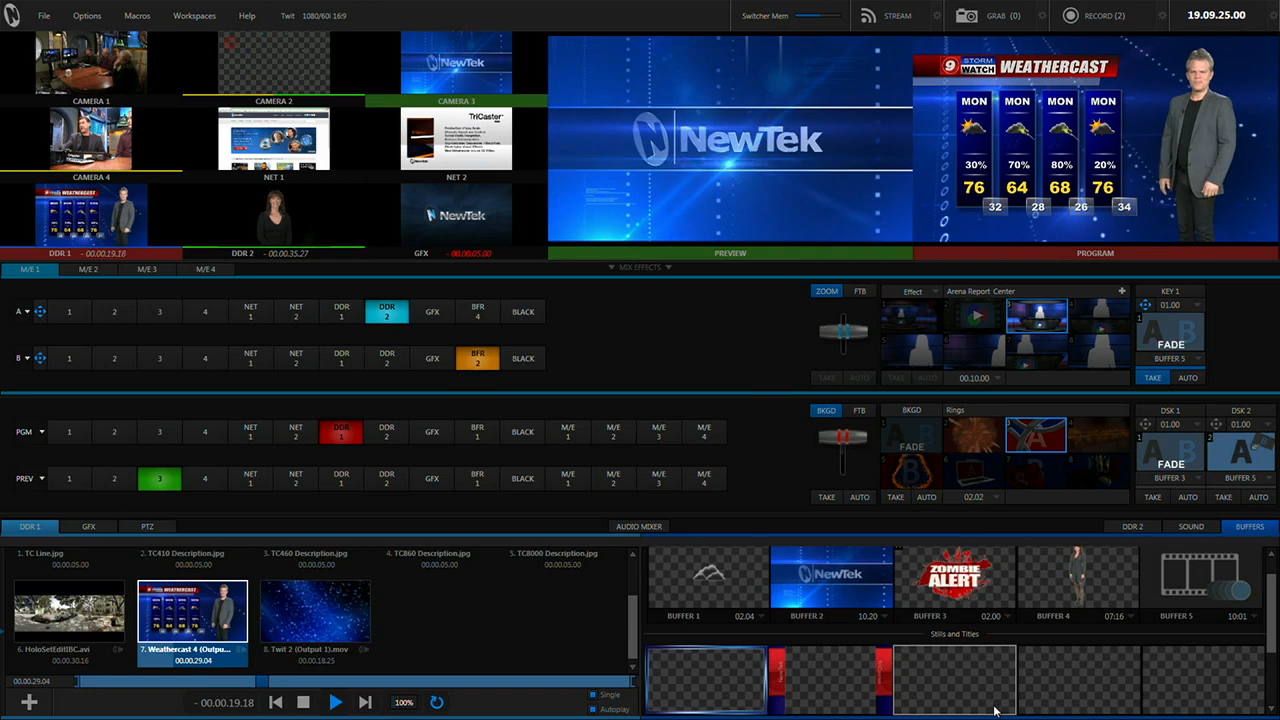 File Options Macros Workspaces Help Twit 1080/60i 16:9 Switcher Mem STREAM GRAB (0) RECORD (2) 19.09.25.00
NewTek
CAMERA 1 CAMERA 2 CAMERA 3
TriCaster
CAMERA 4 NET 1 NET 2
NewTek
DDR 1 - 00.00.19.18 DDR 2 - 00.00.35.27 GFX - 00.00.05.00
NewTek
PREVIEW
9 STORM WATCH WEATHERCAST
MON MON MON MON
30% 70% 80% 20%
76 64 68 76
32 28 26 34
PROGRAM
M/E 1 M/E 2 M/E 3 M/E 4 MIX EFFECTS
A 1 2 3 4 NET 1 NET 2 DDR 1 DDR 2 GFX BFR 4 BLACK
B 1 2 3 4 NET 1 NET 2 DDR 1 DDR 2 GFX BFR 2 BLACK
ZOOM FTB Effect Arena Report Center + KEY 1
01.00
FADE
BUFFER 5
TAKE AUTO TAKE AUTO 00.10.00 TAKE AUTO
PGM 1 2 3 4 NET 1 NET 2 DDR 1 DDR 2 GFX BFR 1 BLACK M/E 1 M/E 2 M/E 3 M/E 4
PREV 1 2 3 4 NET 1 NET 2 DDR 1 DDR 2 GFX BFR 1 BLACK M/E 1 M/E 2 M/E 3 M/E 4
BKGD FTB BKGD Rings DSK 1 DSK 2
01.00 01.00
FADE FADE
BUFFER 3 BUFFER 5
TAKE AUTO TAKE AUTO 02.02 TAKE AUTO TAKE AUTO
DDR 1 GFX PTZ AUDIO MIXER DDR 2 SOUND BUFFERS
1. TC Line.jpg 2. TC410 Description.jpg 3. TC460 Description.jpg 4. TC860 Description.jpg 5. TC8000 Description.jpg
00.00.05.00 00.00.05.00 00.00.05.00 00.00.05.00 00.00.05.00
6. HoloSetEditIBC.avi 7. Weathercast 4 (Outpu... 8. Twit 2 (Output 1).mov
00.00.30.16 00.00.29.04 00.00.18.25
00.00.29.04
- 00.00.19.18 100% Single
Autoplay
NewTek
ZOMBIE ALERT
BUFFER 1 02.04 BUFFER 2 10.20 BUFFER 3 02.00 BUFFER 4 07:16 BUFFER 5 10:01
Stills and Titles